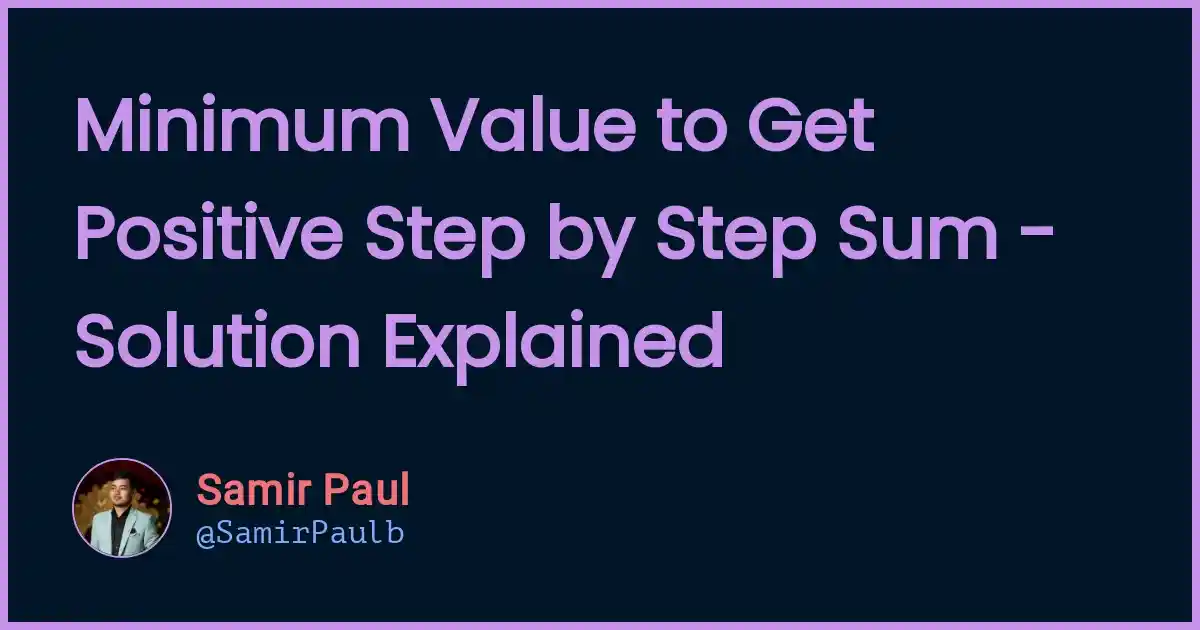 Minimum Value to Get
Positive Step by Step Sum -
Solution Explained
Samir Paul
@SamirPaulb